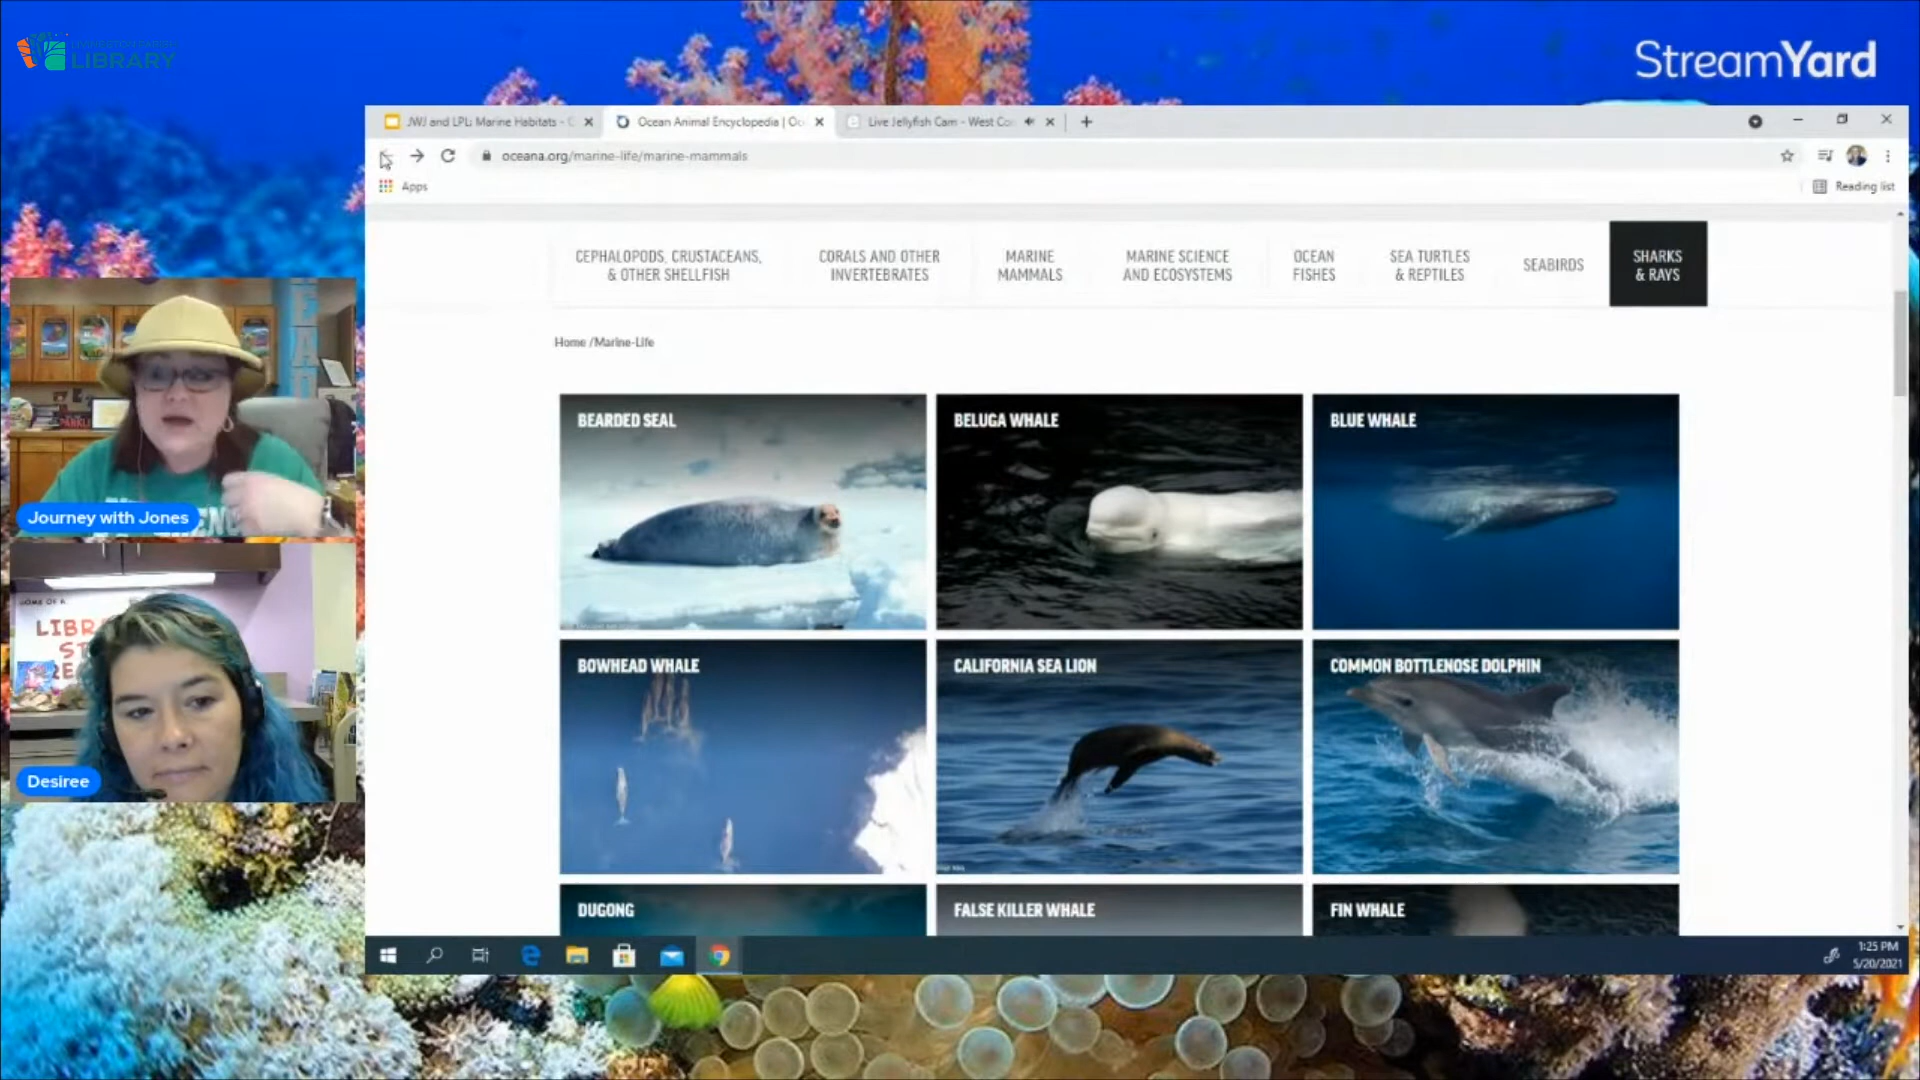 LIBRARY
StreamYard
JWJ and LPL: Marine Habitats -
Ocean Animal Encyclopedia | Oc
Live Jellyfish Cam - West Co
oceana.org/marine-life/marine-mammals
Apps
Reading list
CEPHALOPODS, CRUSTACEANS,
& OTHER SHELLFISH
CORALS AND OTHER
INVERTEBRATES
MARINE
MAMMALS
MARINE SCIENCE
AND ECOSYSTEMS
OCEAN
FISHES
SEA TURTLES
& REPTILES
SEABIRDS
SHARKS
& RAYS
Home /Marine-Life
BEARDED SEAL
BELUGA WHALE
BLUE WHALE
BOWHEAD WHALE
CALIFORNIA SEA LION
COMMON BOTTLENOSE DOLPHIN
DUGONG
FALSE KILLER WHALE
FIN WHALE
Journey with Jones
HOME OF A
LIBR
ST
Desiree
1:25 PM
5/20/2021